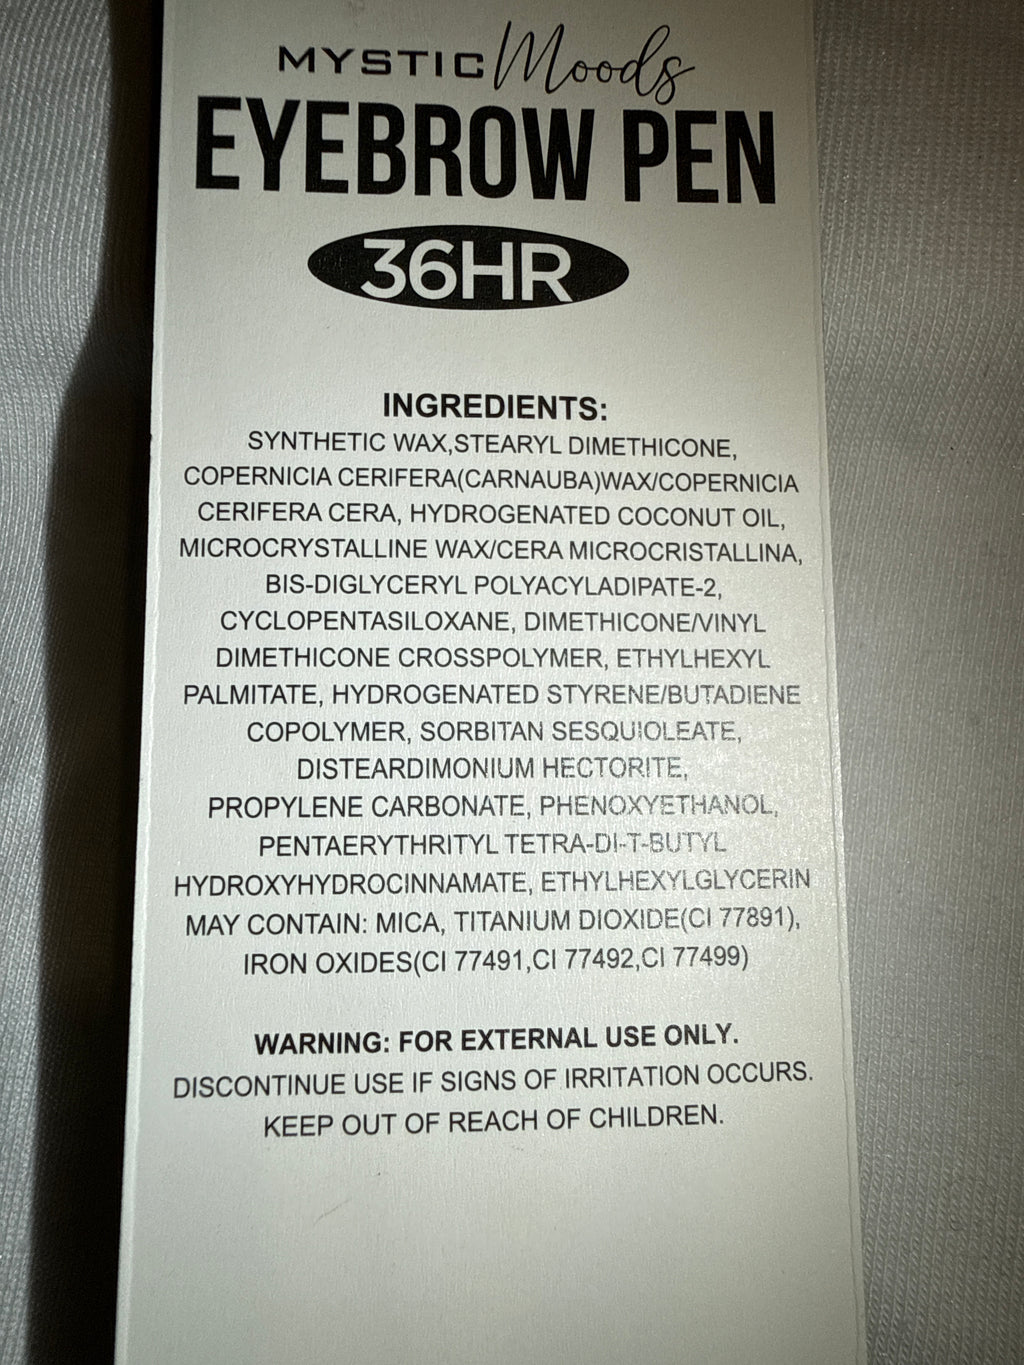 MYSTIC Moods
EYEBROW PEN
36HR
INGREDIENTS:
SYNTHETIC WAX,STEARYL DIMETHICONE,
COPERNICIA CERIFERA(CARNAUBA)WAX/COPERNICIA
CERIFERA CERA, HYDROGENATED COCONUT OIL,
MICROCRYSTALLINE WAX/CERA MICROCRISTALLINA,
BIS-DIGLYCERYL POLYACYLADIPATE-2,
CYCLOPENTASILOXANE, DIMETHICONE/VINYL
DIMETHICONE CROSSPOLYMER, ETHYLHEXYL
PALMITATE, HYDROGENATED STYRENE/BUTADIENE
COPOLYMER, SORBITAN SESQUIOLEATE,
DISTEARDIMONIUM HECTORITE,
PROPYLENE CARBONATE, PHENOXYETHANOL,
PENTAERYTHRITYL TETRA-DI-T-BUTYL
HYDROXYHYDROCINNAMATE, ETHYLHEXYLGLYCERIN
MAY CONTAIN: MICA, TITANIUM DIOXIDE(CI 77891),
IRON OXIDES(CI 77491,CI 77492,CI 77499)
WARNING: FOR EXTERNAL USE ONLY.
DISCONTINUE USE IF SIGNS OF IRRITATION OCCURS.
KEEP OUT OF REACH OF CHILDREN.